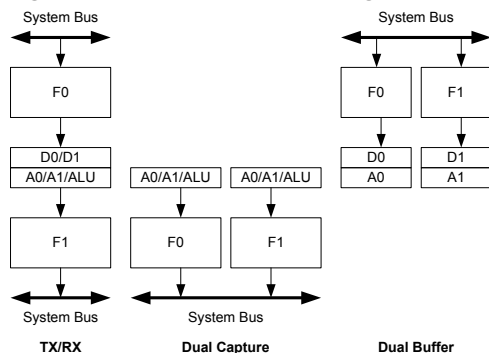 System Bus
System Bus
F0
F0
F1
D0/D1
D0
D1
A0/A1/ALU
A0/A1/ALU
A0/A1/ALU
A0
A1
F1
F0
F1
System Bus
System Bus
TX/RX
Dual Capture
Dual Buffer